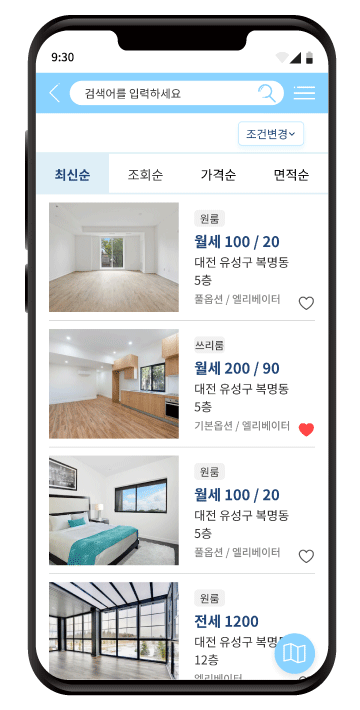 9:30
검색어를 입력하세요
조건변경
최신순 조회순 가격순 면적순
원룸
월세 100 / 20
대전 유성구 복명동
5층
풀옵션 / 엘리베이터
쓰리룸
월세 200 / 90
대전 유성구 복명동
5층
기본옵션 / 엘리베이터
원룸
월세 100 / 20
대전 유성구 복명동
5층
풀옵션 / 엘리베이터
원룸
전세 1200
대전 유성구 복명
12층
엘리베이터